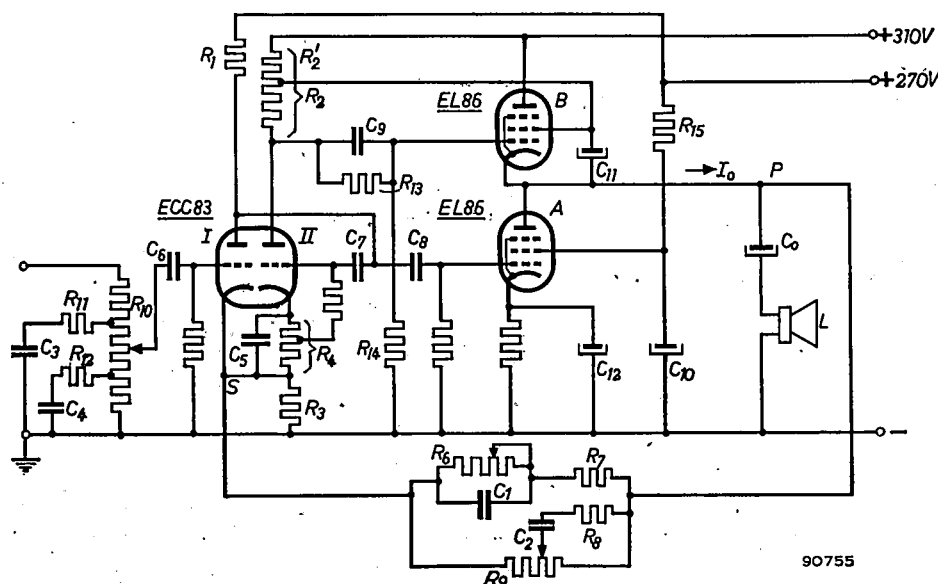 R1
R'2
R2
+310V
+270V
EL86
B
C9
R13
C11
R15
I0
P
ECC83
I
II
EL86
A
C6
C7
C8
C0
L
R11
R10
C3
R12
C4
C5
R4
S
R3
R14
C12
C10
−
R6
C1
R7
C2
R8
R9
90755